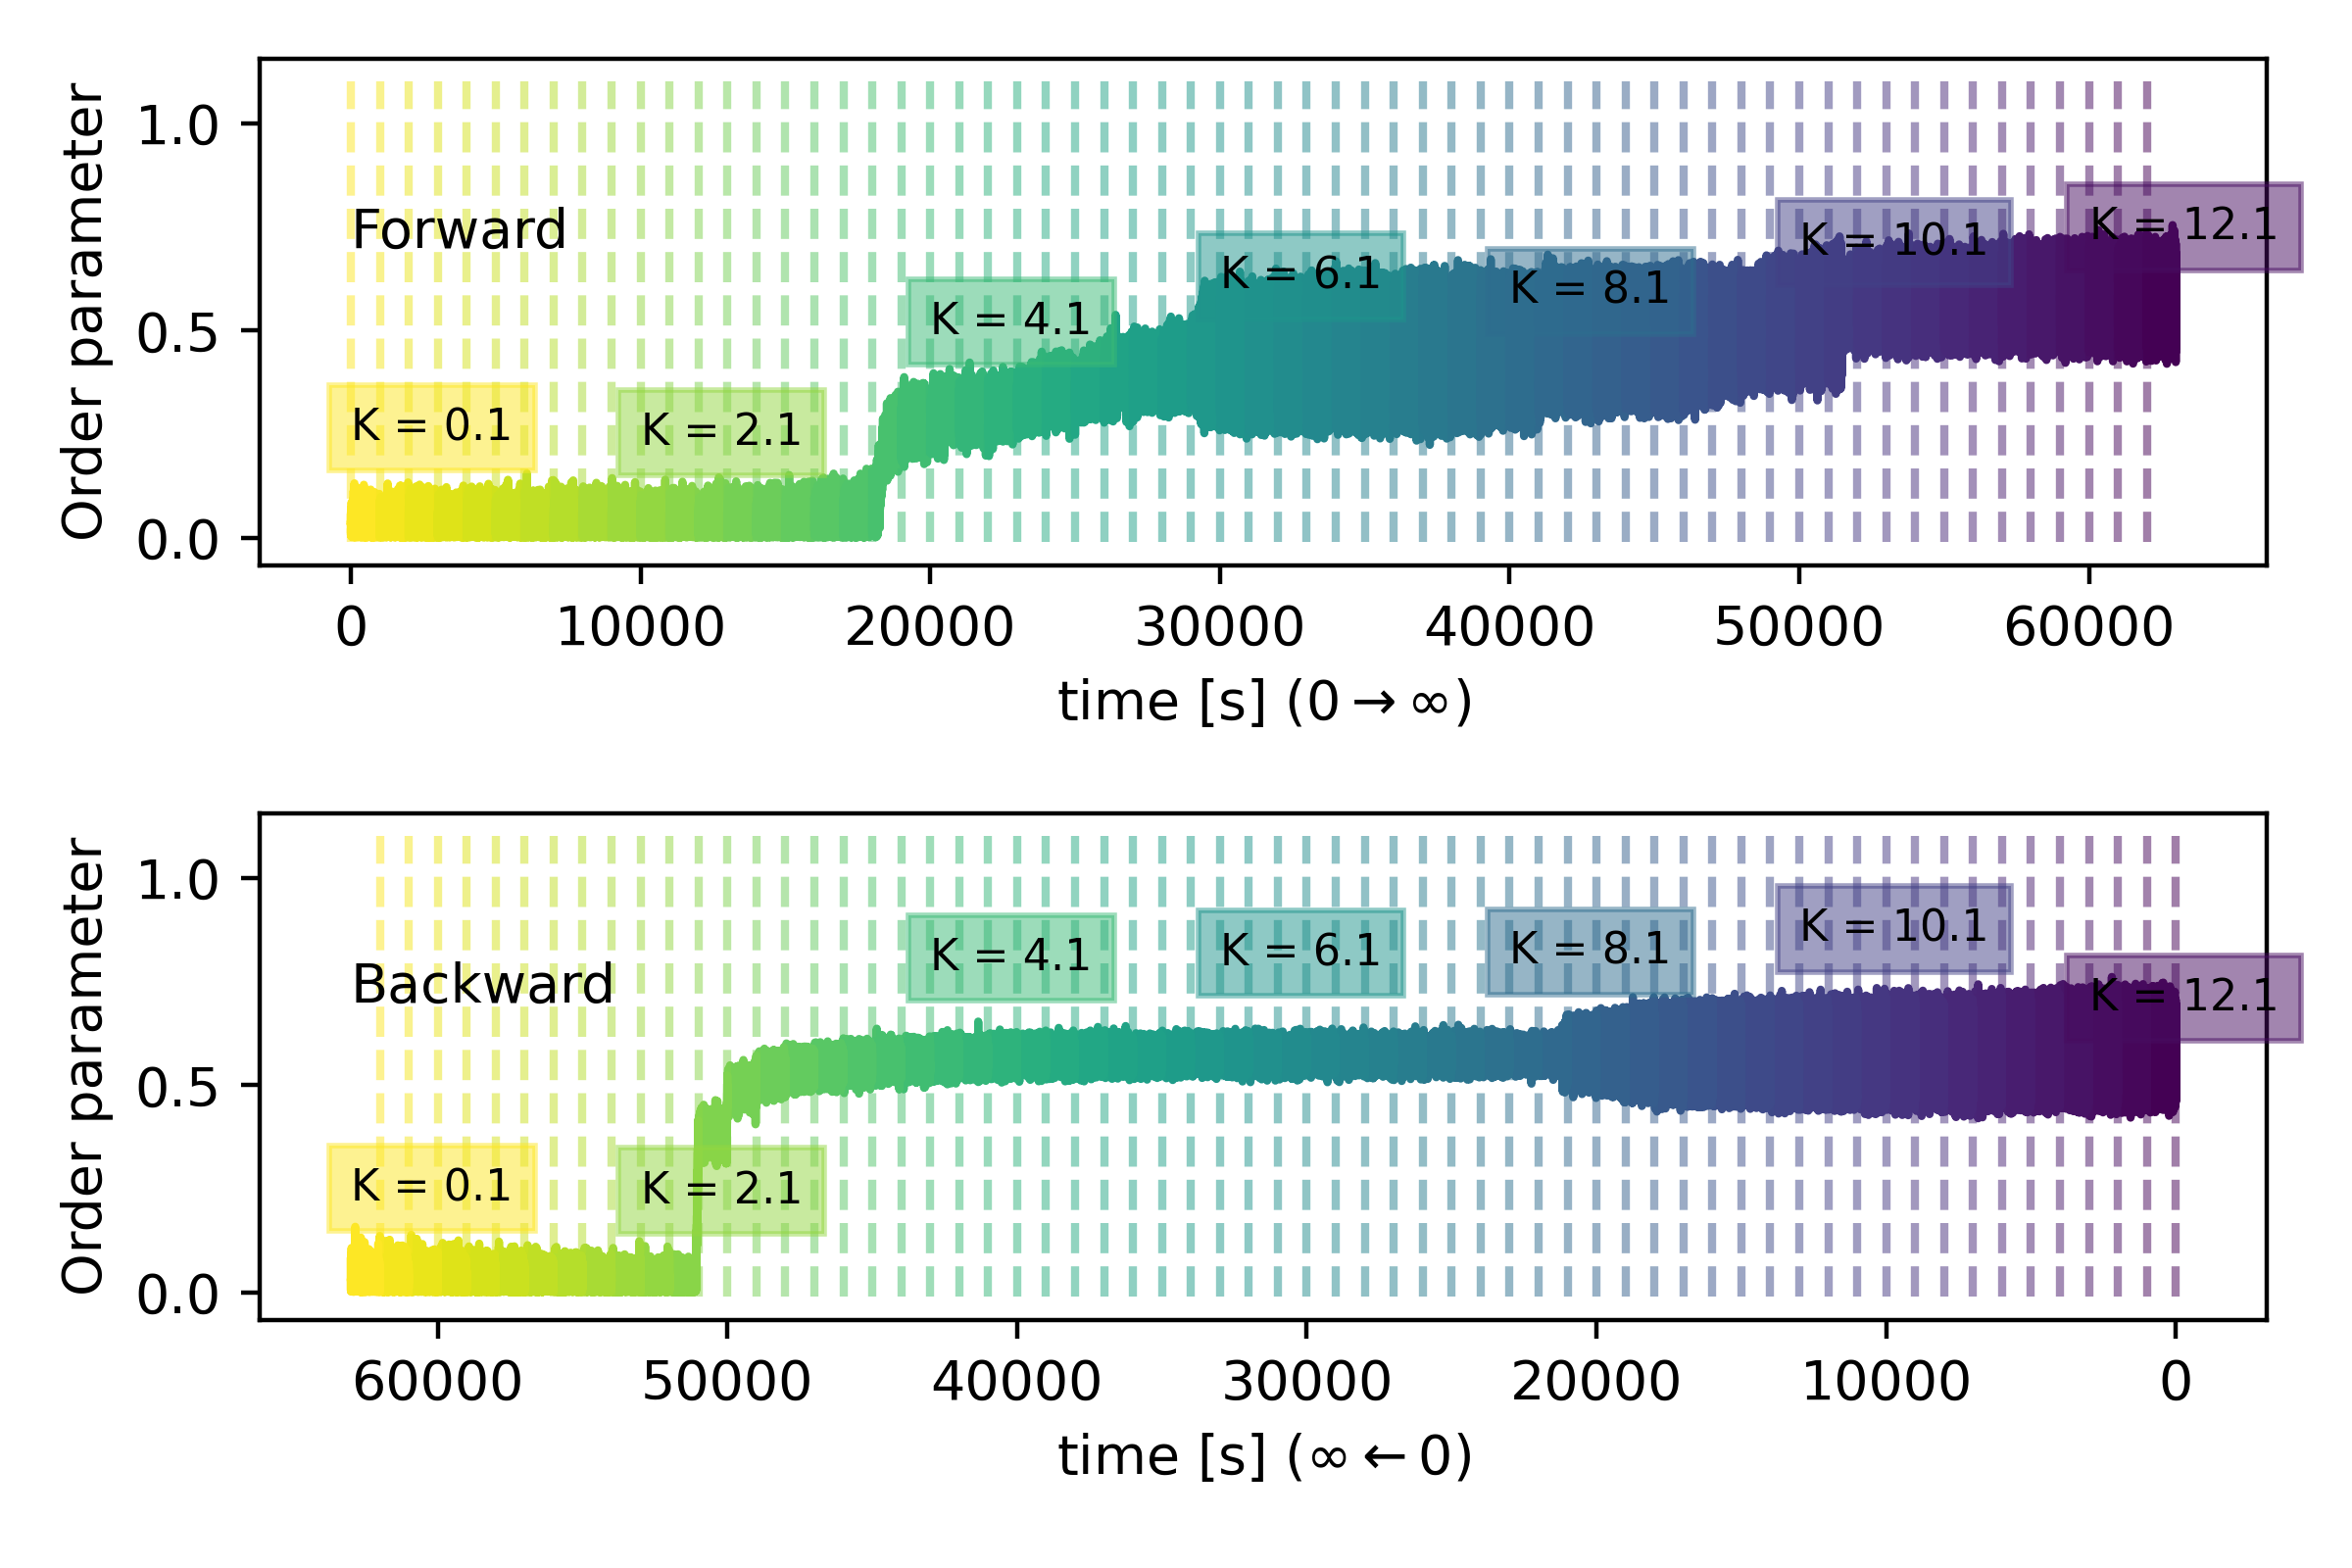 Order parameter
1.0
0.5
0.0
Forward
K = 0.1
K = 2.1
K = 4.1
K = 6.1
K = 8.1
K = 10.1
K = 12.1
0 10000 20000 30000 40000 50000 60000
time [s] (0 → ∞)
Order parameter
1.0
0.5
0.0
Backward
K = 0.1
K = 2.1
K = 4.1
K = 6.1
K = 8.1
K = 10.1
K = 12.1
60000 50000 40000 30000 20000 10000 0
time [s] (∞ ← 0)